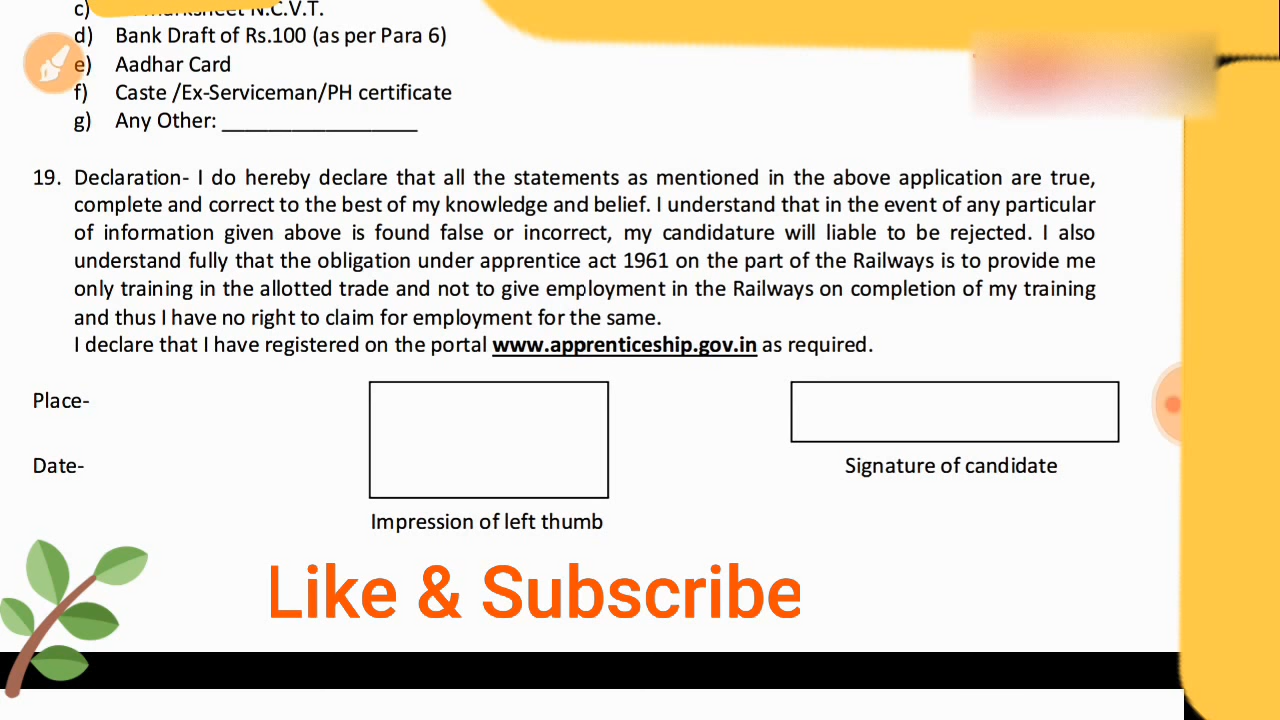 c) N.C.V.T.
d) Bank Draft of Rs.100 (as per Para 6)
e) Aadhar Card
f) Caste /Ex-Serviceman/PH certificate
g) Any Other: __________________
19. Declaration- I do hereby declare that all the statements as mentioned in the above application are true,
complete and correct to the best of my knowledge and belief. I understand that in the event of any particular
of information given above is found false or incorrect, my candidature will liable to be rejected. I also
understand fully that the obligation under apprentice act 1961 on the part of the Railways is to provide me
only training in the allotted trade and not to give employment in the Railways on completion of my training
and thus I have no right to claim for employment for the same.
I declare that I have registered on the portal www.apprenticeship.gov.in as required.
Place-
Date-
Signature of candidate
Impression of left thumb
Like & Subscribe